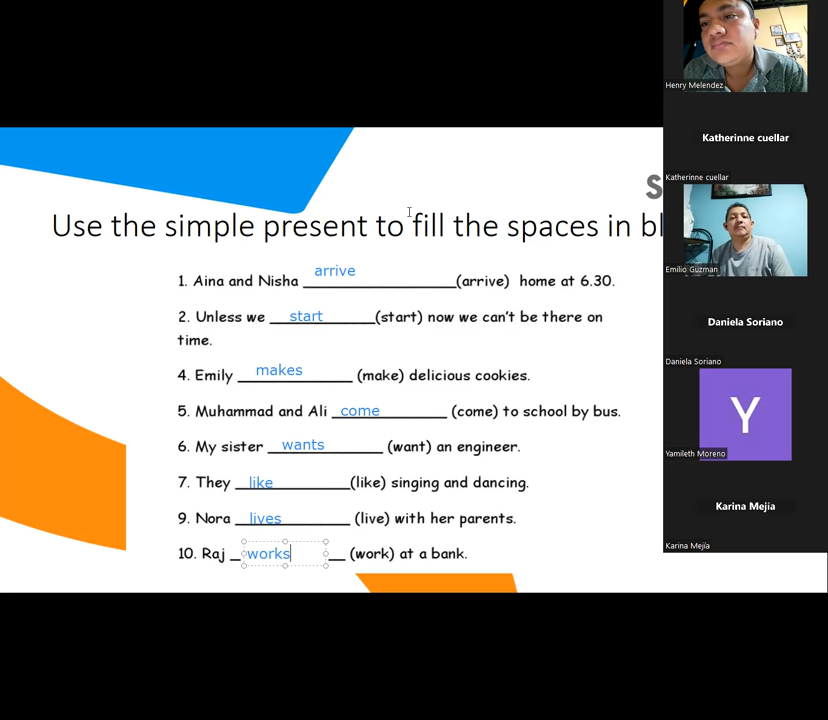 S
Use the simple present to fill the spaces in bl
1. Aina and Nisha arrive (arrive) home at 6.30.
2. Unless we start (start) now we can't be there on
time.
4. Emily makes (make) delicious cookies.
5. Muhammad and Ali come (come) to school by bus.
6. My sister wants (want) an engineer.
7. They like (like) singing and dancing.
9. Nora lives (live) with her parents.
10. Raj works (work) at a bank.
Henry Melendez
Katherinne cuellar
Katherinne cuellar
Emilio Guzman
Daniela Soriano
Daniela Soriano
Y
Yamileth Moreno
Karina Mejía
Karina Mejía